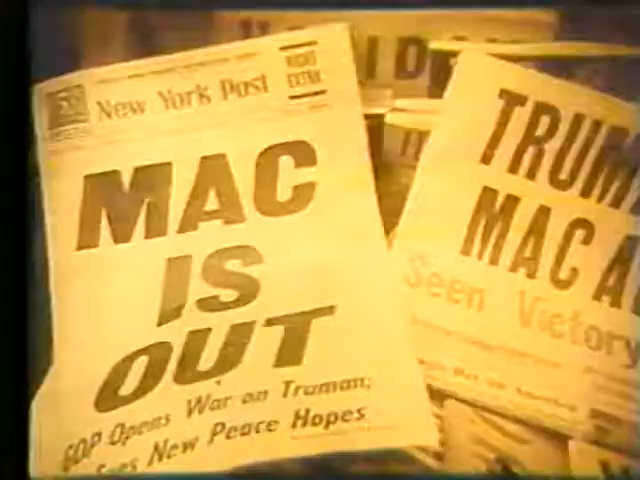 New York Post
NIGHT
EXTRA
MAC
IS
OUT
GOP Opens War on Truman;
Sees New Peace Hopes
TRUM
MAC A
Seen Victory